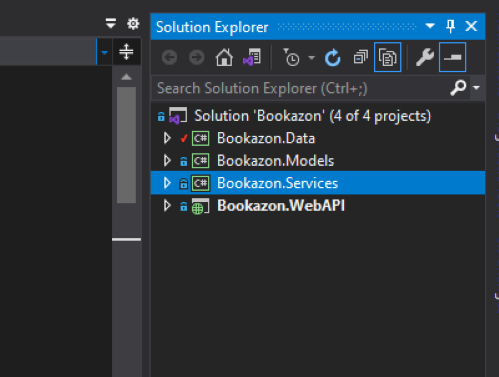 Solution Explorer
Search Solution Explorer (Ctrl+;)
Solution 'Bookazon' (4 of 4 projects)
C# Bookazon.Data
C# Bookazon.Models
C# Bookazon.Services
Bookazon.WebAPI